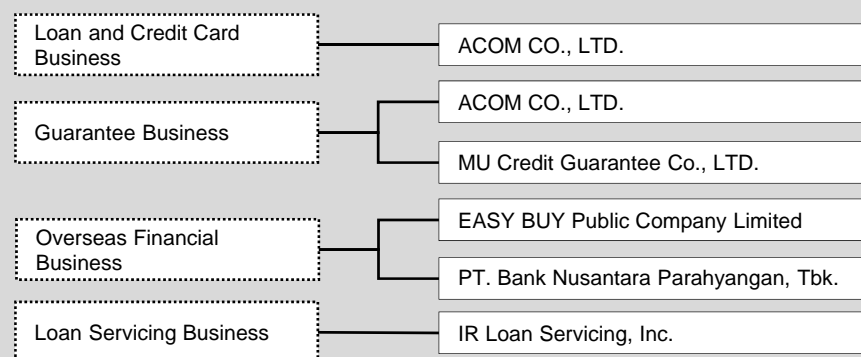 Loan and Credit Card
Business
ACOM CO., LTD.
Guarantee Business
ACOM CO., LTD.
MU Credit Guarantee Co., LTD.
Overseas Financial
Business
EASY BUY Public Company Limited
PT. Bank Nusantara Parahyangan, Tbk.
Loan Servicing Business
IR Loan Servicing, Inc.